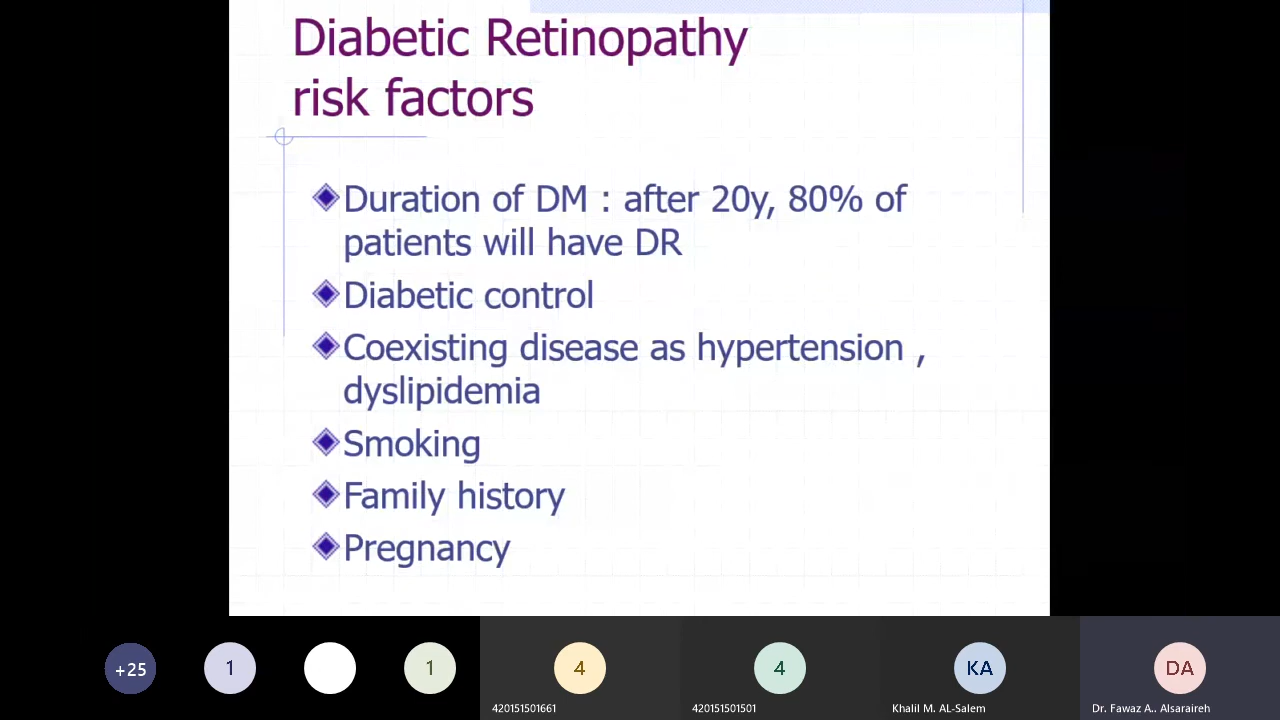 Diabetic Retinopathy
risk factors
Duration of DM : after 20y, 80% of
patients will have DR
Diabetic control
Coexisting disease as hypertension ,
dyslipidemia
Smoking
Family history
Pregnancy
+25
1
1
4
4
KA
DA
420151501661
420151501501
Khalil M. AL-Salem
Dr. Fawaz A.. Alsaraireh